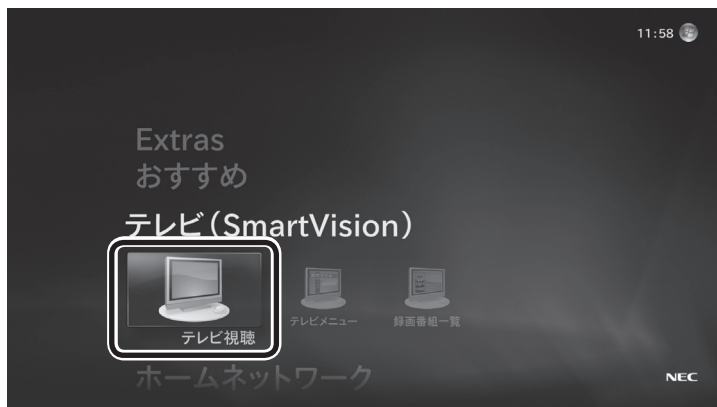 11:58
Extras
おすすめ
テレビ（SmartVision）
テレビ視聴
テレビメニュー
録画番組一覧
ホームネットワーク
NEC